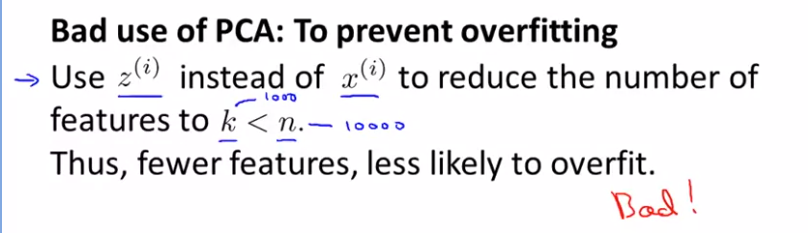 Bad use of PCA: To prevent overfitting
→ Use z⁽ⁱ⁾ instead of x⁽ⁱ⁾ to reduce the number of
1000
features to k < n. — 10000
Thus, fewer features, less likely to overfit.
Bad!